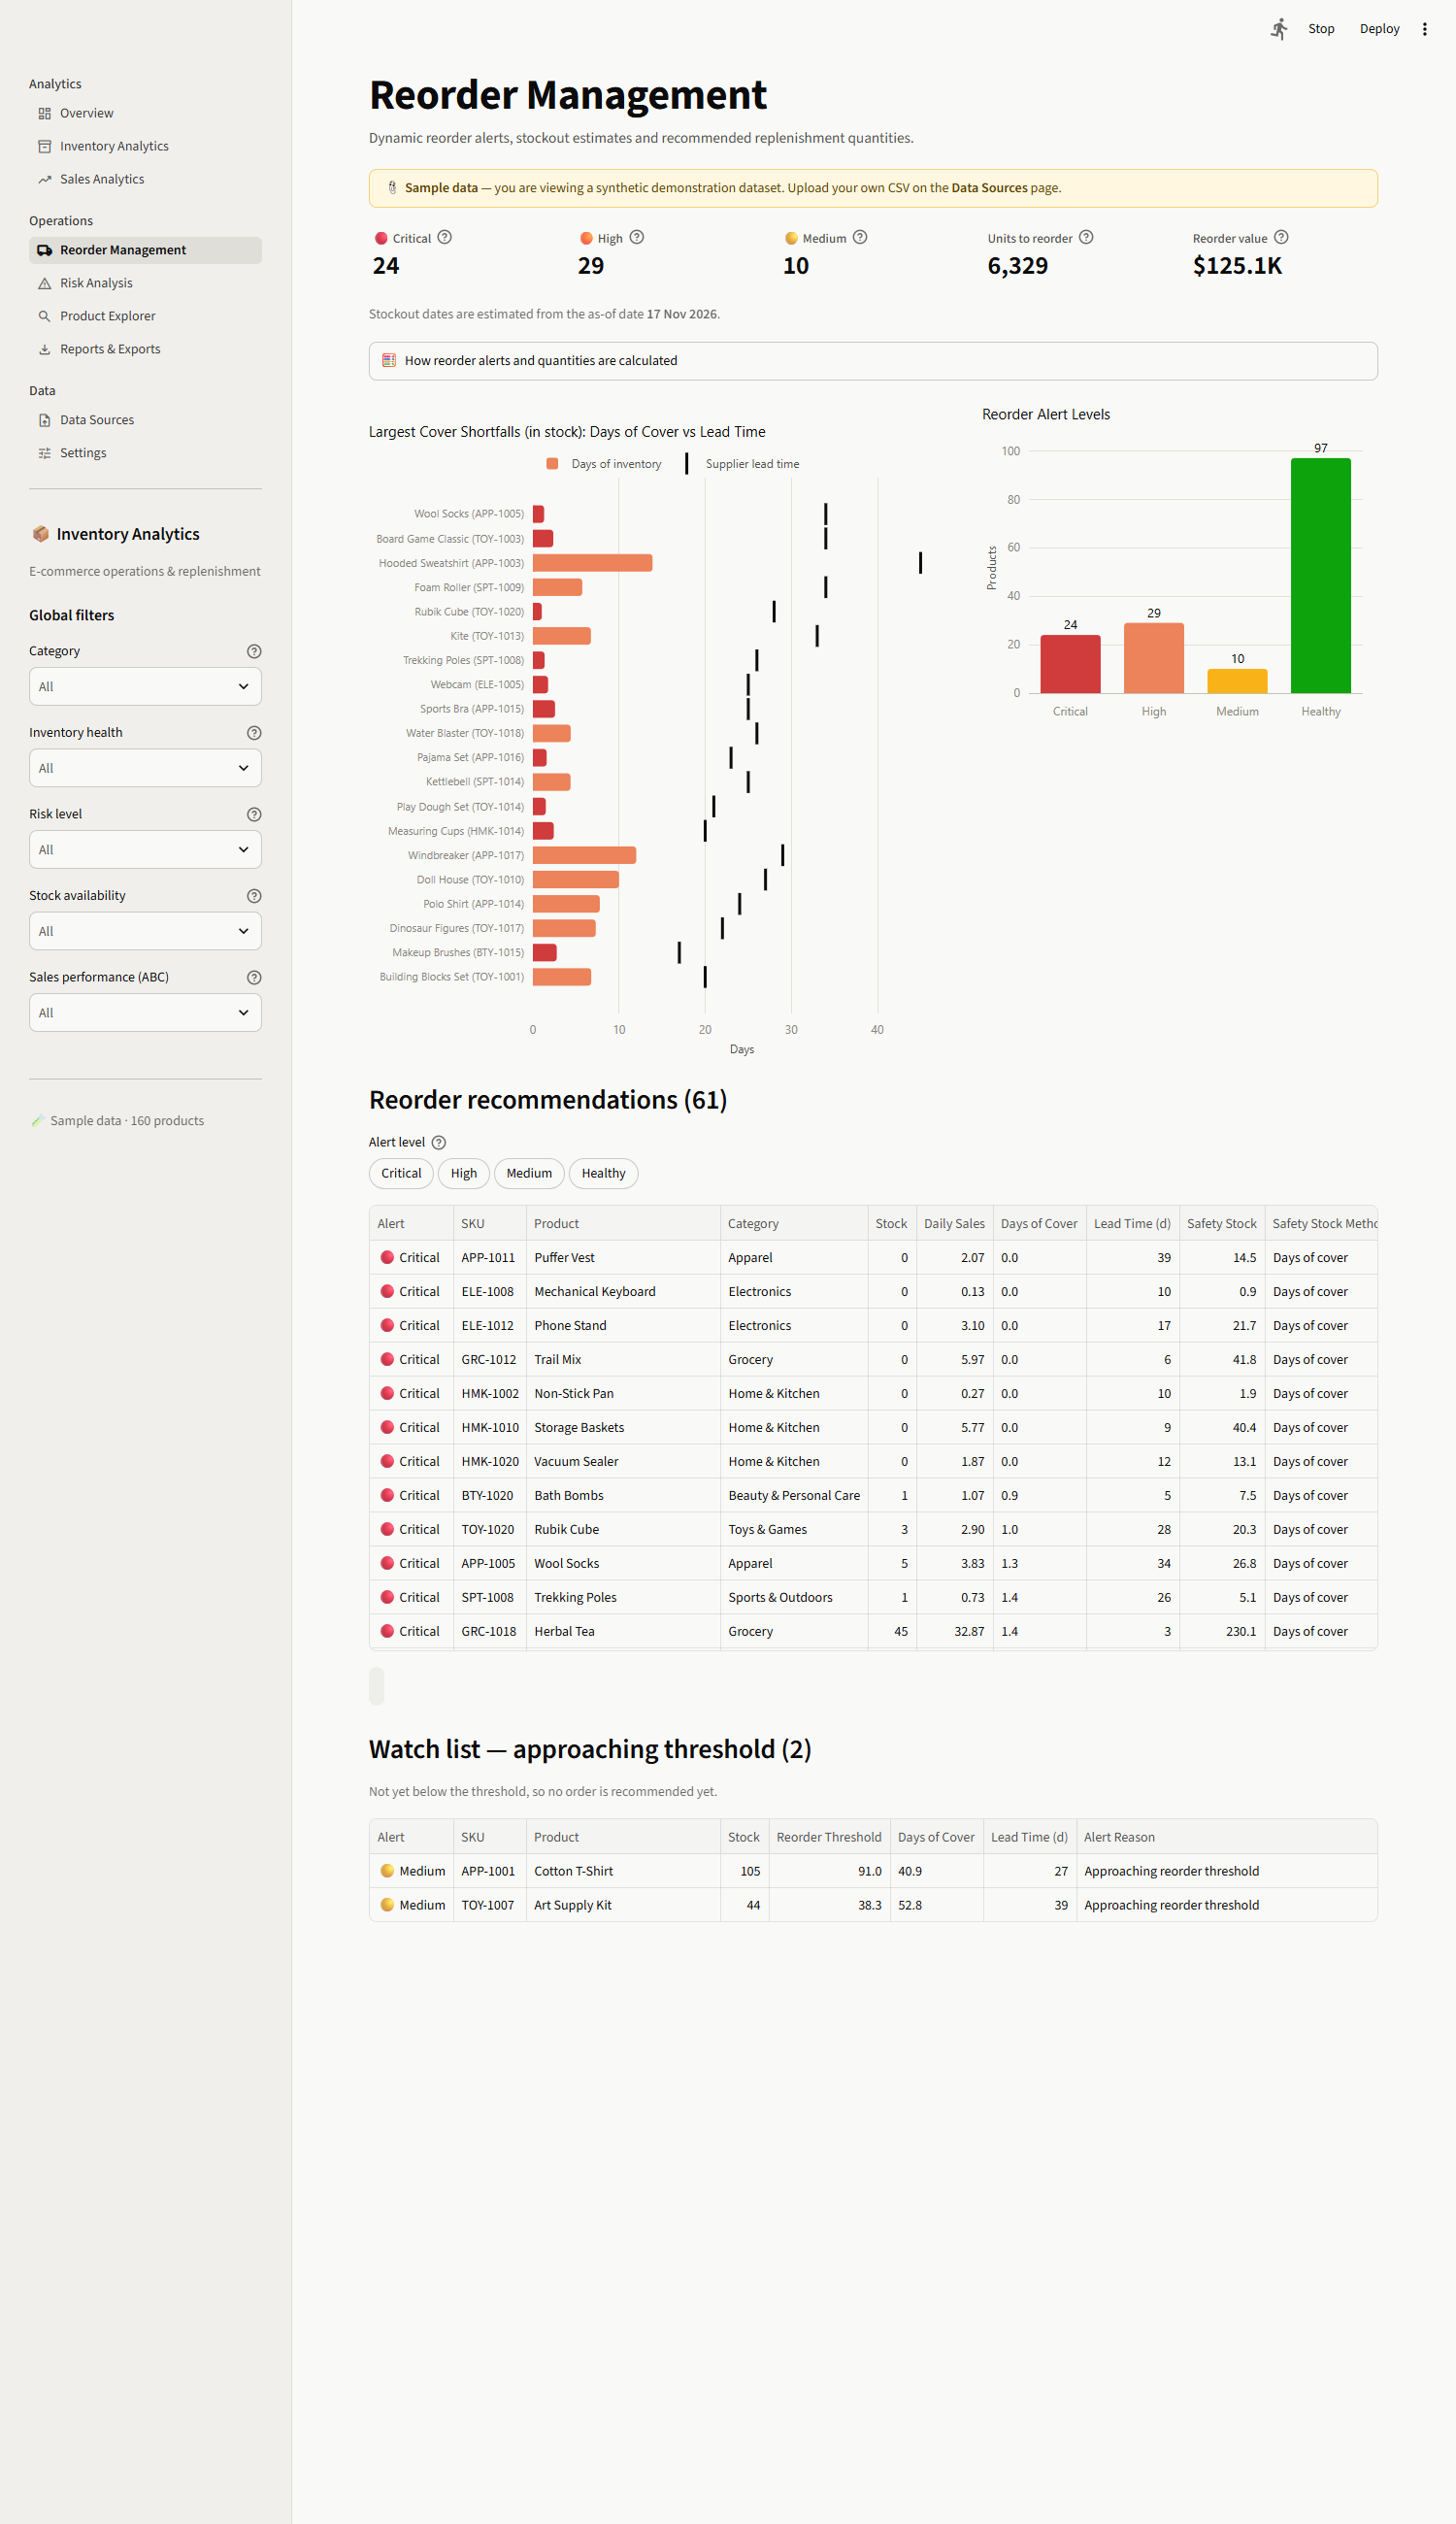 Stop
Deploy
Analytics
Overview
Inventory Analytics
Sales Analytics
Operations
Reorder Management
Risk Analysis
Product Explorer
Reports & Exports
Data
Data Sources
Settings
Inventory Analytics
E-commerce operations & replenishment
Global filters
Category
All
Inventory health
All
Risk level
All
Stock availability
All
Sales performance (ABC)
All
Sample data · 160 products
Reorder Management
Dynamic reorder alerts, stockout estimates and recommended replenishment quantities.
Sample data — you are viewing a synthetic demonstration dataset. Upload your own CSV on the Data Sources page.
Critical
24
High
29
Medium
10
Units to reorder
6,329
Reorder value
$125.1K
Stockout dates are estimated from the as-of date 17 Nov 2026.
How reorder alerts and quantities are calculated
Largest Cover Shortfalls (in stock): Days of Cover vs Lead Time
Days of inventory Supplier lead time
Wool Socks (APP-1005)
Board Game Classic (TOY-1003)
Hooded Sweatshirt (APP-1003)
Foam Roller (SPT-1009)
Rubik Cube (TOY-1020)
Kite (TOY-1013)
Trekking Poles (SPT-1008)
Webcam (ELE-1005)
Sports Bra (APP-1015)
Water Blaster (TOY-1018)
Pajama Set (APP-1016)
Kettlebell (SPT-1014)
Play Dough Set (TOY-1014)
Measuring Cups (HMK-1014)
Windbreaker (APP-1017)
Doll House (TOY-1010)
Polo Shirt (APP-1014)
Dinosaur Figures (TOY-1017)
Makeup Brushes (BTY-1015)
Building Blocks Set (TOY-1001)
0 10 20 30 40
Days
Reorder Alert Levels
Products
100
80
60
40
20
0
24
29
10
97
Critical High Medium Healthy
Reorder recommendations (61)
Alert level
Critical High Medium Healthy
Alert SKU Product Category Stock Daily Sales Days of Cover Lead Time (d) Safety Stock Safety Stock Metho
Critical APP-1011 Puffer Vest Apparel 0 2.07 0.0 39 14.5 Days of cover
Critical ELE-1008 Mechanical Keyboard Electronics 0 0.13 0.0 10 0.9 Days of cover
Critical ELE-1012 Phone Stand Electronics 0 3.10 0.0 17 21.7 Days of cover
Critical GRC-1012 Trail Mix Grocery 0 5.97 0.0 6 41.8 Days of cover
Critical HMK-1002 Non-Stick Pan Home & Kitchen 0 0.27 0.0 10 1.9 Days of cover
Critical HMK-1010 Storage Baskets Home & Kitchen 0 5.77 0.0 9 40.4 Days of cover
Critical HMK-1020 Vacuum Sealer Home & Kitchen 0 1.87 0.0 12 13.1 Days of cover
Critical BTY-1020 Bath Bombs Beauty & Personal Care 1 1.07 0.9 5 7.5 Days of cover
Critical TOY-1020 Rubik Cube Toys & Games 3 2.90 1.0 28 20.3 Days of cover
Critical APP-1005 Wool Socks Apparel 5 3.83 1.3 34 26.8 Days of cover
Critical SPT-1008 Trekking Poles Sports & Outdoors 1 0.73 1.4 26 5.1 Days of cover
Critical GRC-1018 Herbal Tea Grocery 45 32.87 1.4 3 230.1 Days of cover
Watch list — approaching threshold (2)
Not yet below the threshold, so no order is recommended yet.
Alert SKU Product Stock Reorder Threshold Days of Cover Lead Time (d) Alert Reason
Medium APP-1001 Cotton T-Shirt 105 91.0 40.9 27 Approaching reorder threshold
Medium TOY-1007 Art Supply Kit 44 38.3 52.8 39 Approaching reorder threshold